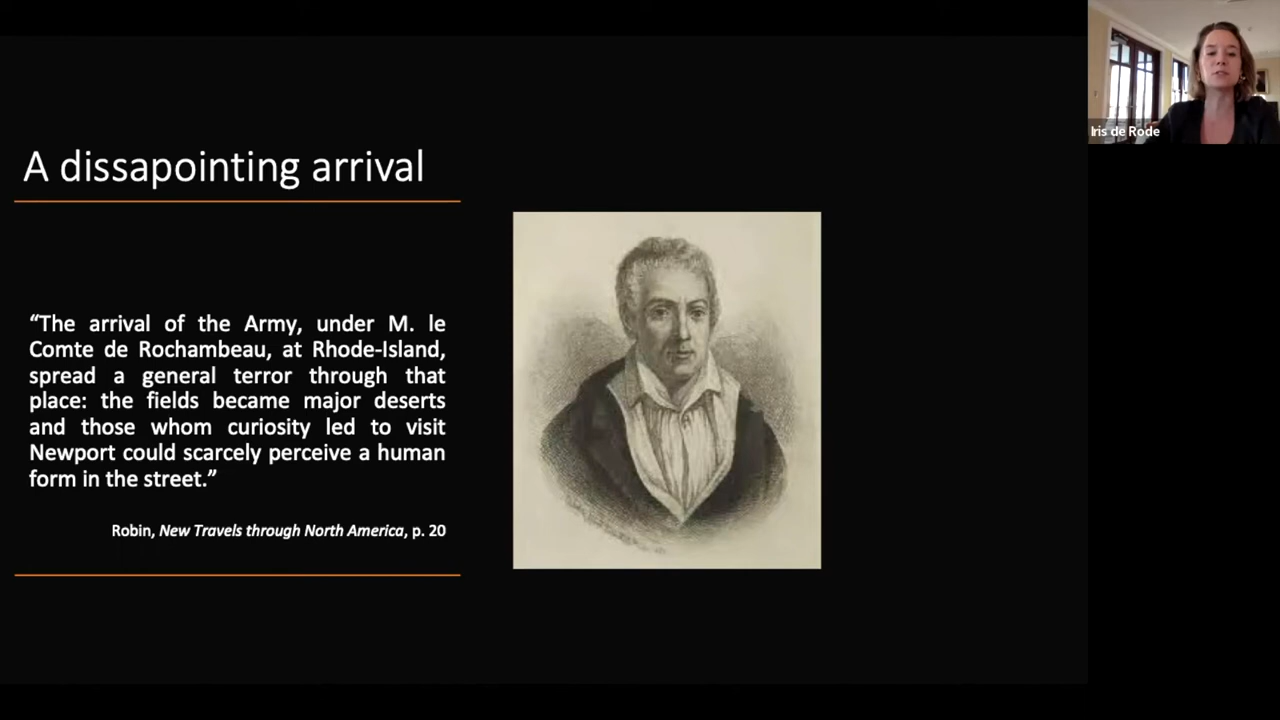 A dissapointing arrival
“The arrival of the Army, under M. le
Comte de Rochambeau, at Rhode-Island,
spread a general terror through that
place: the fields became major deserts
and those whom curiosity led to visit
Newport could scarcely perceive a human
form in the street.”
Robin, New Travels through North America, p. 20
Iris de Rode